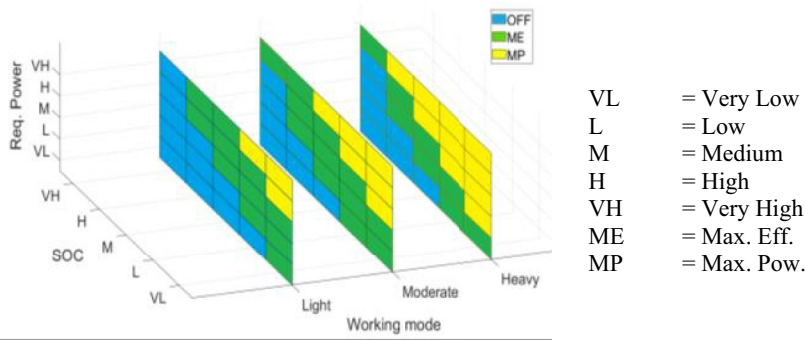 OFF
ME
MP
Req. Power
VH
H
M
L
VL
VH
H
M
L
VL
SOC
Light
Moderate
Heavy
Working mode
VL = Very Low
L = Low
M = Medium
H = High
VH = Very High
ME = Max. Eff.
MP = Max. Pow.